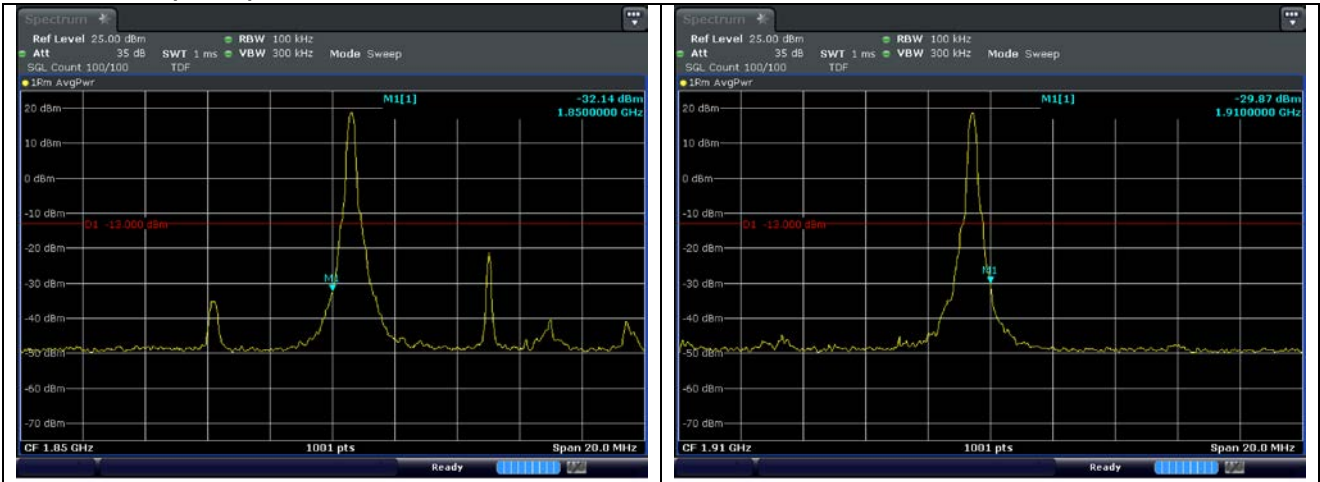 Spectrum
Ref Level 25.00 dBm RBW 100 kHz
Att 35 dB SWT 1 ms VBW 300 kHz Mode Sweep
SGL Count 100/100 TDF
1Rm AvgPwr
M1[1] -32.14 dBm
1.8500000 GHz
20 dBm
10 dBm
0 dBm
-10 dBm
D1 -13.000 dBm
-20 dBm
M1
-30 dBm
-40 dBm
-50 dBm
-60 dBm
-70 dBm
CF 1.85 GHz 1001 pts Span 20.0 MHz
Ready
Spectrum
Ref Level 25.00 dBm RBW 100 kHz
Att 35 dB SWT 1 ms VBW 300 kHz Mode Sweep
SGL Count 100/100 TDF
1Rm AvgPwr
M1[1] -29.87 dBm
1.9100000 GHz
20 dBm
10 dBm
0 dBm
-10 dBm
D1 -13.000 dBm
-20 dBm
M1
-30 dBm
-40 dBm
-50 dBm
-60 dBm
-70 dBm
CF 1.91 GHz 1001 pts Span 20.0 MHz
Ready